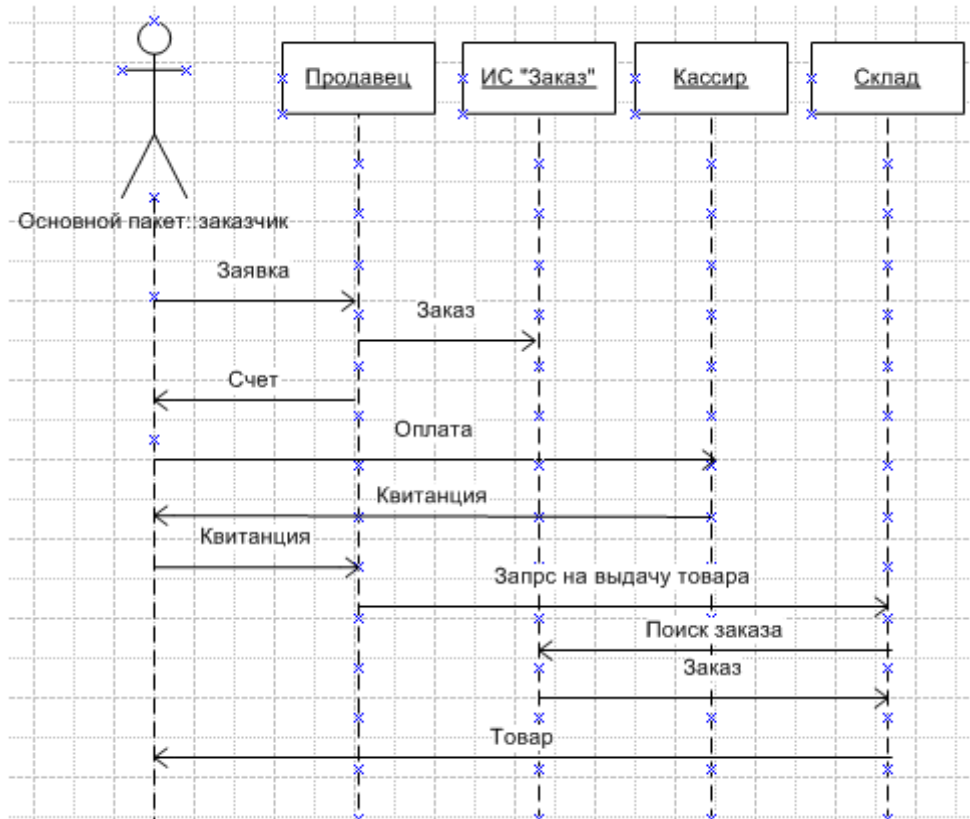 Продавец
ИС "Заказ"
Кассир
Склад
Основной пакет::заказчик
Заявка
Заказ
Счет
Оплата
Квитанция
Квитанция
Запрс на выдачу товара
Поиск заказа
Заказ
Товар